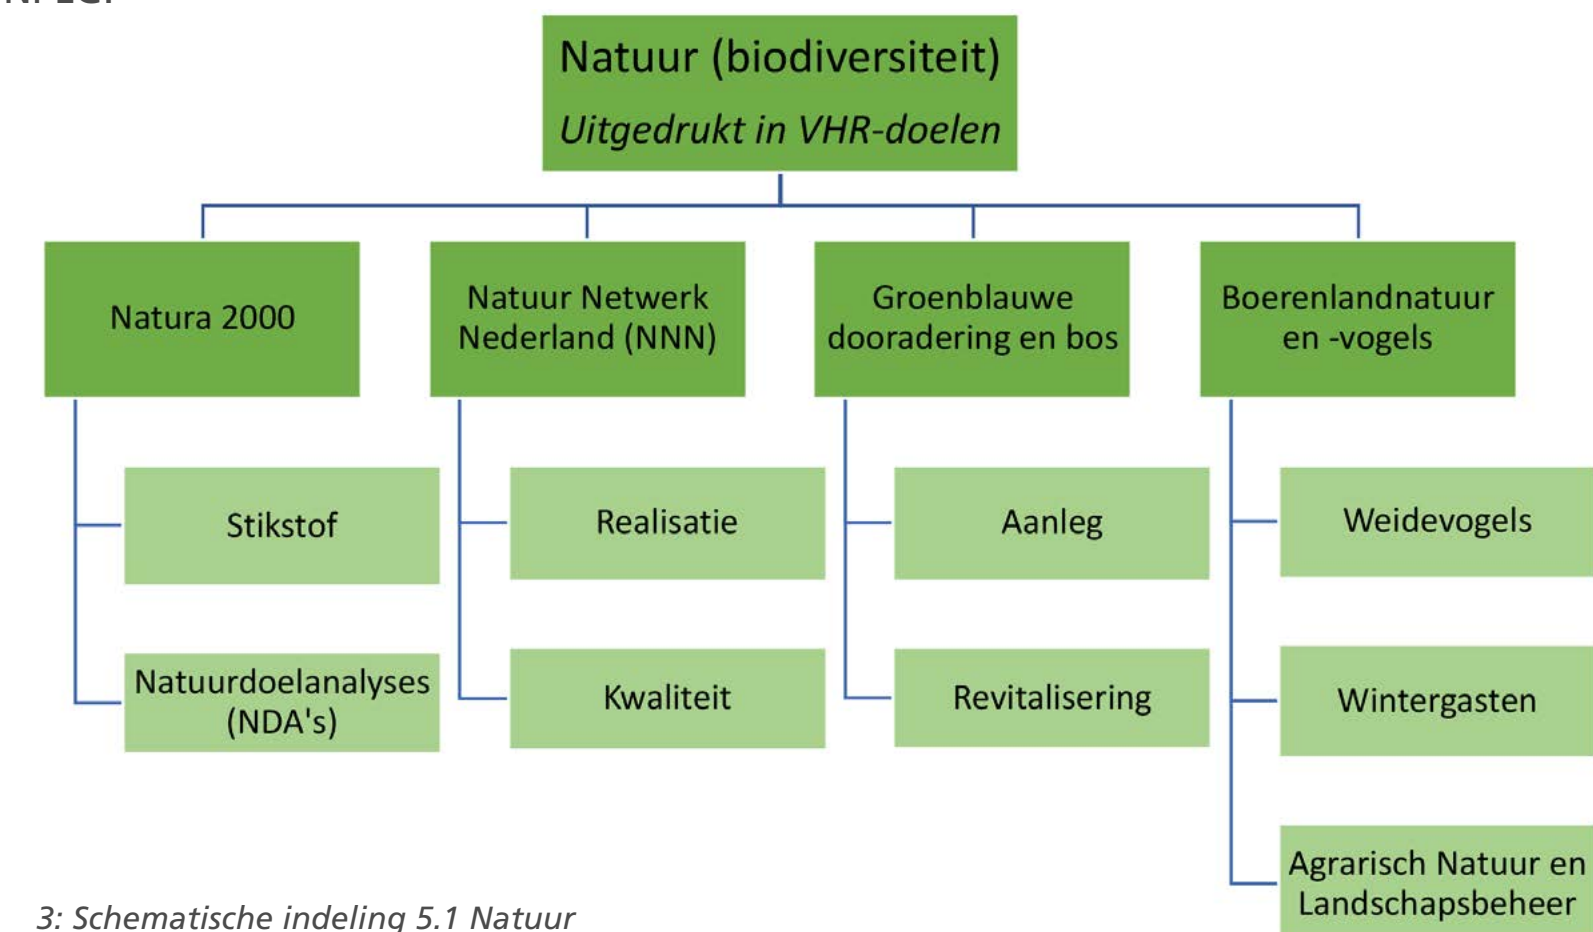 Natuur (biodiversiteit)
Uitgedrukt in VHR-doelen
Natura 2000
Natuur Netwerk
Nederland (NNN)
Groenblauwe
dooradering en bos
Boerenlandnatuur
en -vogels
Stikstof
Realisatie
Aanleg
Weidevogels
Natuurdoelanalyses
(NDA's)
Kwaliteit
Revitalisering
Wintergasten
Agrarisch Natuur en
Landschapsbeheer
3: Schematische indeling 5.1 Natuur